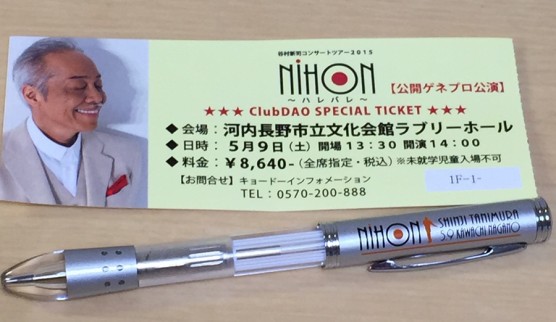 谷村新司コンサートツアー2015
NiHON
～ハレバレ～
【公開ゲネプロ公演】
★★★ ClubDAO SPECIAL TICKET ★★★
◆会場：河内長野市立文化会館ラブリーホール
◆日時：5月9日（土）開場13:30 開演14:00
◆料金：￥8,640-（全席指定・税込）※未就学児童入場不可
【お問合せ】キョードーインフォメーション
TEL：0570-200-888
1F-1-
NiHON
SHINJI TANIMURA
5.9 KAWACHI NAGANO